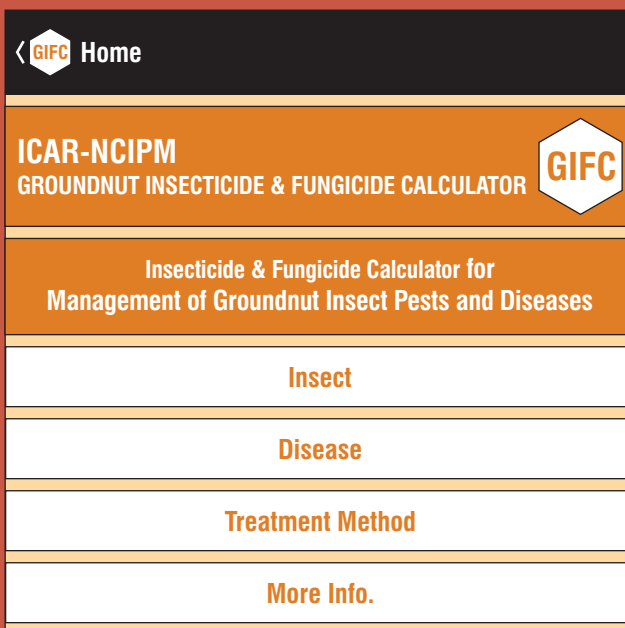 GIFC Home
ICAR-NCIPM
GROUNDNUT INSECTICIDE & FUNGICIDE CALCULATOR
GIFC
Insecticide & Fungicide Calculator for
Management of Groundnut Insect Pests and Diseases
Insect
Disease
Treatment Method
More Info.